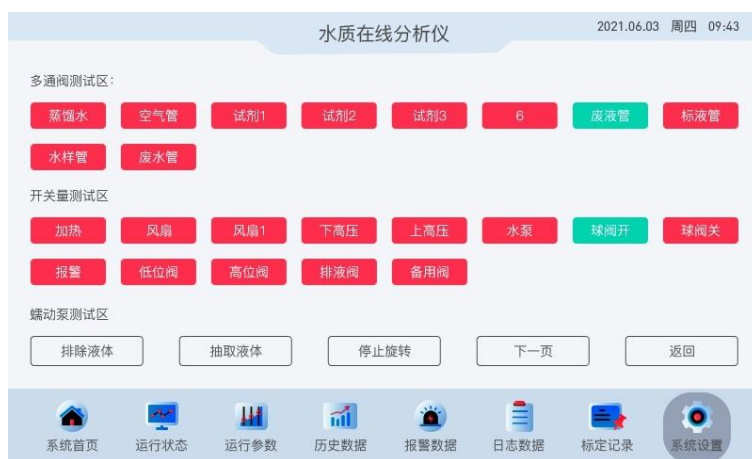 水质在线分析仪 2021.06.03 周四 09:43
多通阀测试区：
蒸馏水 空气管 试剂1 试剂2 试剂3 6 废液管 标液管
水样管 废水管
开关量测试区
加热 风扇 风扇1 下高压 上高压 水泵 球阀开 球阀关
报警 低位阀 高位阀 排液阀 备用阀
蠕动泵测试区
排除液体 抽取液体 停止旋转 下一页 返回
系统首页 运行状态 运行参数 历史数据 报警数据 日志数据 标定记录 系统设置